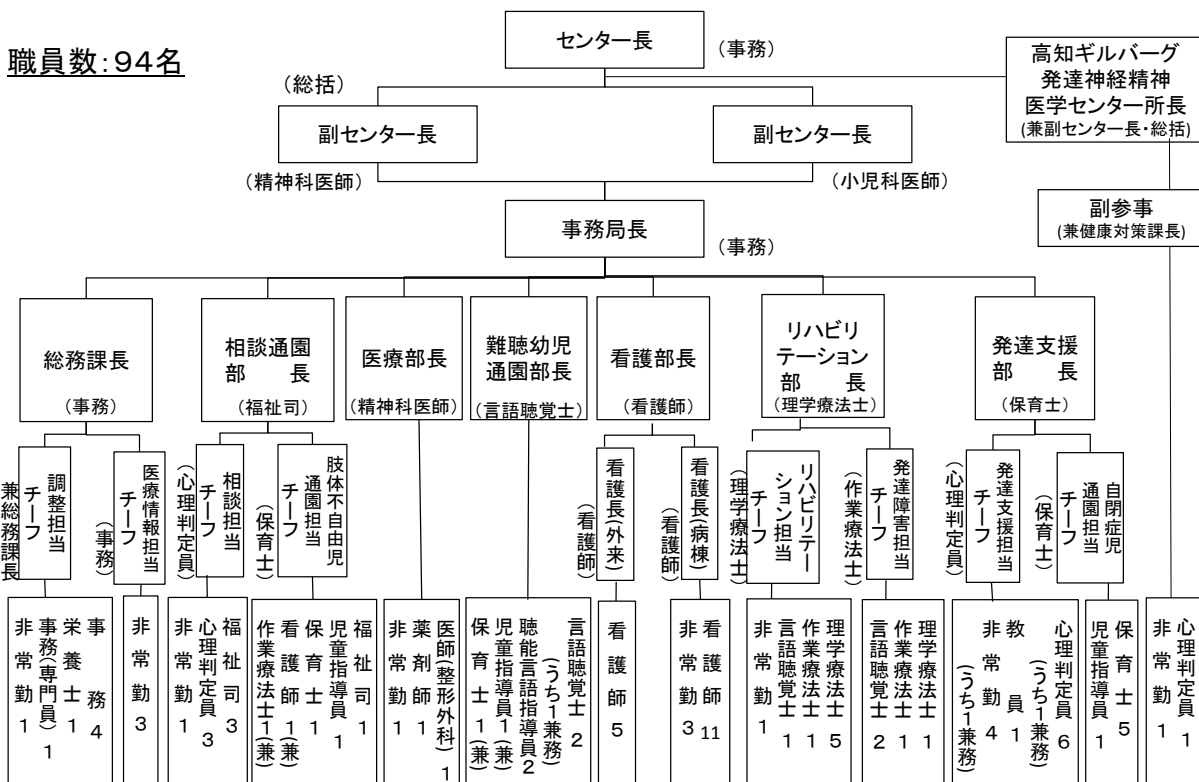 職員数：94名
センター長
（事務）
高知ギルバーグ
発達神経精神
医学センター所長
(兼副センター長・総括)
（総括）
副センター長
（精神科医師）
副センター長
（小児科医師）
副参事
(兼健康対策課長)
事務局長
（事務）
総務課長
（事務）
相談通園
部　長
（福祉司）
医療部長
（精神科医師）
難聴幼児
通園部長
（言語聴覚士）
看護部長
（看護師）
リハビリ
テーション
部　長
（理学療法士）
発達支援
部　長
（保育士）
調整担当
チーフ
兼総務課長
医療情報担当
チーフ
（事務）
相談担当
チーフ
（心理判定員）
肢体不自由児
通園担当
チーフ
（保育士）
看護長(外来)
（看護師）
看護長(病棟)
（看護師）
リハビリテー
ション担当
チーフ
（理学療法士）
発達障害担当
チーフ
（作業療法士）
発達支援担当
チーフ
（心理判定員）
自閉症児
通園担当
チーフ
（保育士）
事務 4
栄養士 1
事務(専門員) 1
非常勤 1
非常勤 3
福祉司 3
心理判定員 3
非常勤 1
福祉司 1
児童指導員 1
保育士 1
看護師 1(兼)
作業療法士1(兼)
医師(整形外科) 1
薬剤師 1
非常勤 1
言語聴覚士 2
(うち1兼務)
聴能言語指導員2
児童指導員1(兼)
保育士 1(兼)
看護師 5
看護師 11
非常勤 3
理学療法士 5
作業療法士 1
言語聴覚士 1
非常勤 1
理学療法士 1
作業療法士 1
言語聴覚士 2
心理判定員 6
(うち1兼務)
教員 1
非常勤 4
(うち1兼務)
保育士 5
児童指導員 1
心理判定員 1
非常勤 1